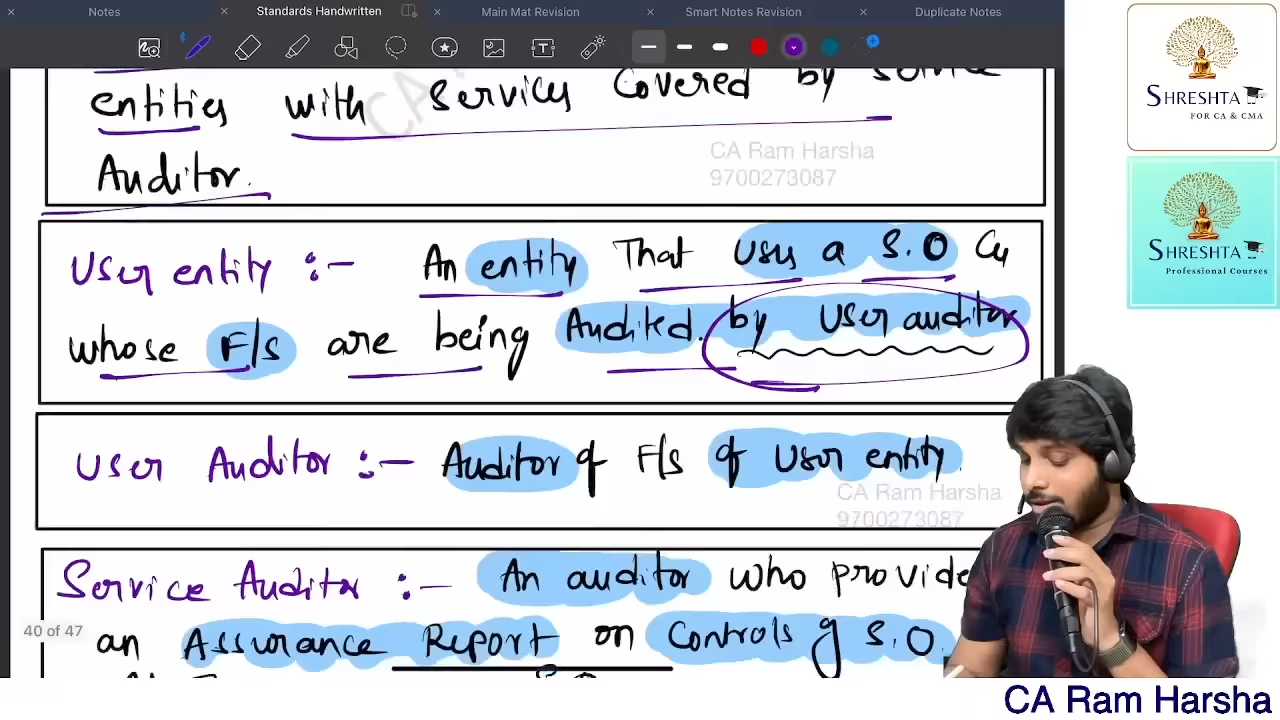 Notes
Standards Handwritten
Main Mat Revision
Smart Notes Revision
Duplicate Notes
entities with Services Covered by Service
Auditor.
CA Ram Harsha
9700273087
User entity :- An entity That Uses a S.O &
whose F/s are being Audited. by User auditor
User Auditor :- Auditor of F/s of User entity.
CA Ram Harsha
9700273087
Service Auditor :- An auditor who provide
an Assurance Report on Controls of S.O.
40 of 47
SHRESHTA
FOR CA & CMA
SHRESHTA
Professional Courses
CA Ram Harsha